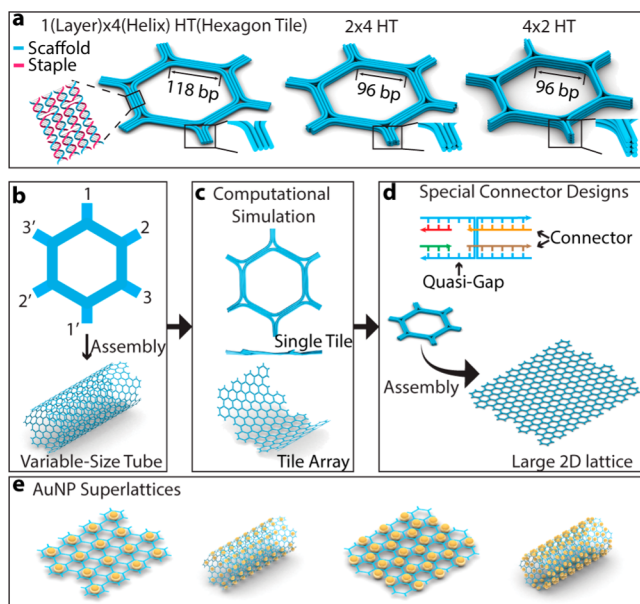 a
1(Layer)x4(Helix) HT(Hexagon Tile)
2x4 HT
4x2 HT
Scaffold
Staple
118 bp
96 bp
96 bp
b
1
3'
2
2'
3
1'
Assembly
Variable-Size Tube
c
Computational
Simulation
Single Tile
Tile Array
d
Special Connector Designs
Connector
Quasi-Gap
Assembly
Large 2D lattice
e
AuNP Superlattices